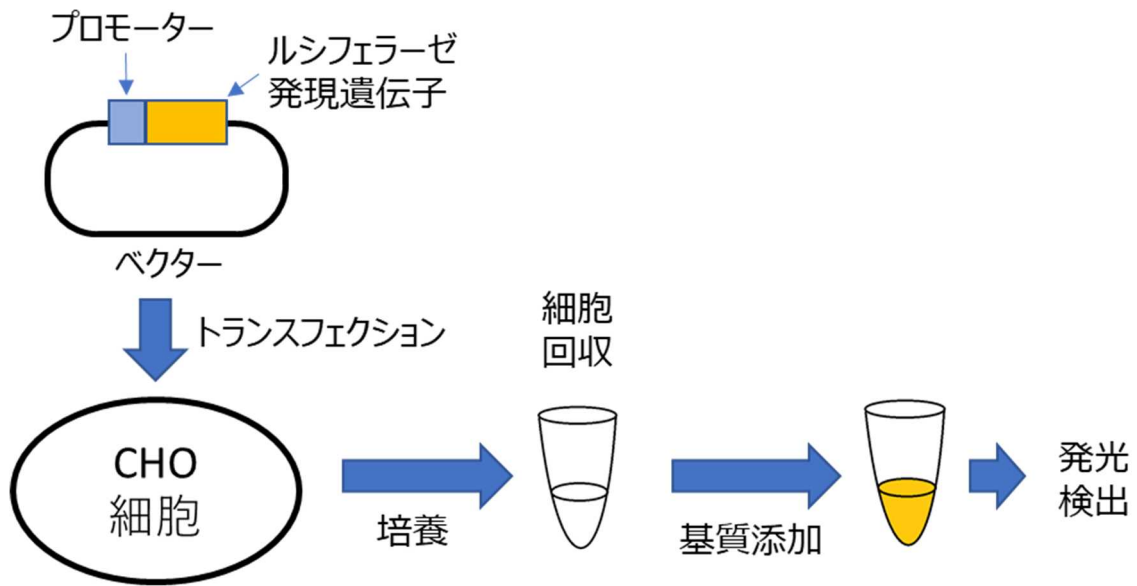 プロモーター
ルシフェラーゼ
発現遺伝子
ベクター
トランスフェクション
CHO
細胞
培養
細胞
回収
基質添加
発光
検出